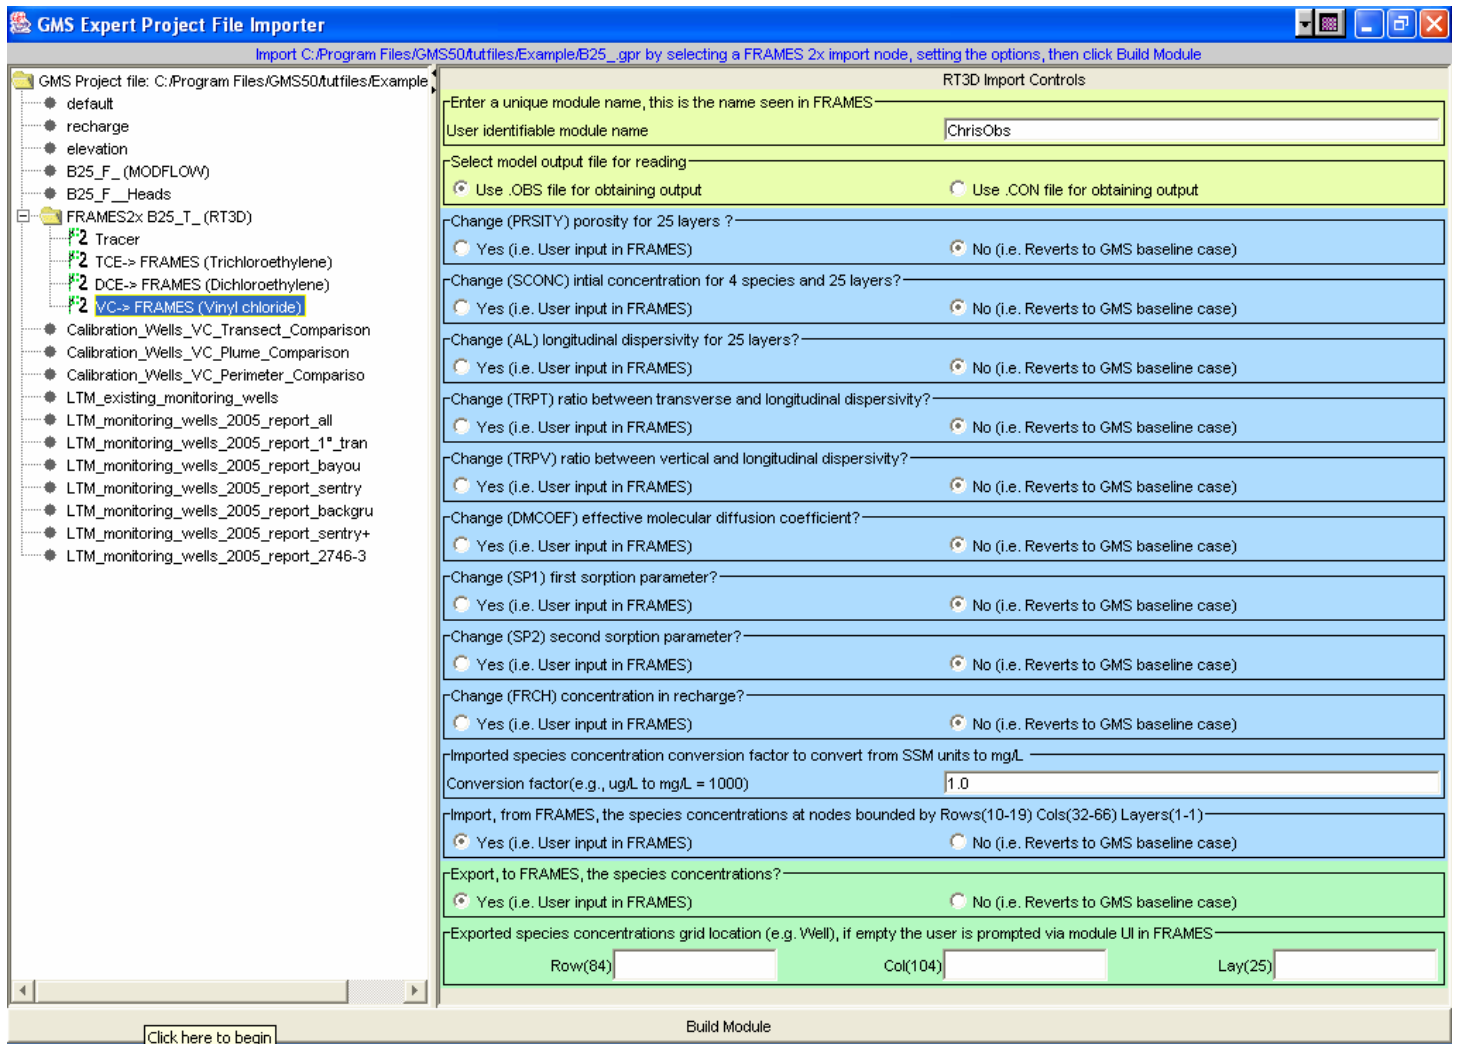 GMS Expert Project File Importer
Import C:/Program Files/GMS50/tutfiles/Example/B25_.gpr by selecting a FRAMES 2x import node, setting the options, then click Build Module
GMS Project file: C:/Program Files/GMS50/tutfiles/Example
default
recharge
elevation
B25_F_ (MODFLOW)
B25_F__Heads
FRAMES2x B25_T_ (RT3D)
Tracer
TCE-> FRAMES (Trichloroethylene)
DCE-> FRAMES (Dichloroethylene)
VC-> FRAMES (Vinyl chloride)
Calibration_Wells_VC_Transect_Comparison
Calibration_Wells_VC_Plume_Comparison
Calibration_Wells_VC_Perimeter_Compariso
LTM_existing_monitoring_wells
LTM_monitoring_wells_2005_report_all
LTM_monitoring_wells_2005_report_1°_tran
LTM_monitoring_wells_2005_report_bayou
LTM_monitoring_wells_2005_report_sentry
LTM_monitoring_wells_2005_report_backgru
LTM_monitoring_wells_2005_report_sentry+
LTM_monitoring_wells_2005_report_2746-3
RT3D Import Controls
Enter a unique module name, this is the name seen in FRAMES
User identifiable module name ChrisObs
Select model output file for reading
Use .OBS file for obtaining output Use .CON file for obtaining output
Change (PRSITY) porosity for 25 layers ?
Yes (i.e. User input in FRAMES) No (i.e. Reverts to GMS baseline case)
Change (SCONC) intial concentration for 4 species and 25 layers?
Yes (i.e. User input in FRAMES) No (i.e. Reverts to GMS baseline case)
Change (AL) longitudinal dispersivity for 25 layers?
Yes (i.e. User input in FRAMES) No (i.e. Reverts to GMS baseline case)
Change (TRPT) ratio between transverse and longitudinal dispersivity?
Yes (i.e. User input in FRAMES) No (i.e. Reverts to GMS baseline case)
Change (TRPV) ratio between vertical and longitudinal dispersivity?
Yes (i.e. User input in FRAMES) No (i.e. Reverts to GMS baseline case)
Change (DMCOEF) effective molecular diffusion coefficient?
Yes (i.e. User input in FRAMES) No (i.e. Reverts to GMS baseline case)
Change (SP1) first sorption parameter?
Yes (i.e. User input in FRAMES) No (i.e. Reverts to GMS baseline case)
Change (SP2) second sorption parameter?
Yes (i.e. User input in FRAMES) No (i.e. Reverts to GMS baseline case)
Change (FRCH) concentration in recharge?
Yes (i.e. User input in FRAMES) No (i.e. Reverts to GMS baseline case)
Imported species concentration conversion factor to convert from SSM units to mg/L
Conversion factor(e.g., ug/L to mg/L = 1000) 1.0
Import, from FRAMES, the species concentrations at nodes bounded by Rows(10-19) Cols(32-66) Layers(1-1)
Yes (i.e. User input in FRAMES) No (i.e. Reverts to GMS baseline case)
Export, to FRAMES, the species concentrations?
Yes (i.e. User input in FRAMES) No (i.e. Reverts to GMS baseline case)
Exported species concentrations grid location (e.g. Well), if empty the user is prompted via module UI in FRAMES
Row(84) Col(104) Lay(25)
Build Module
Click here to begin